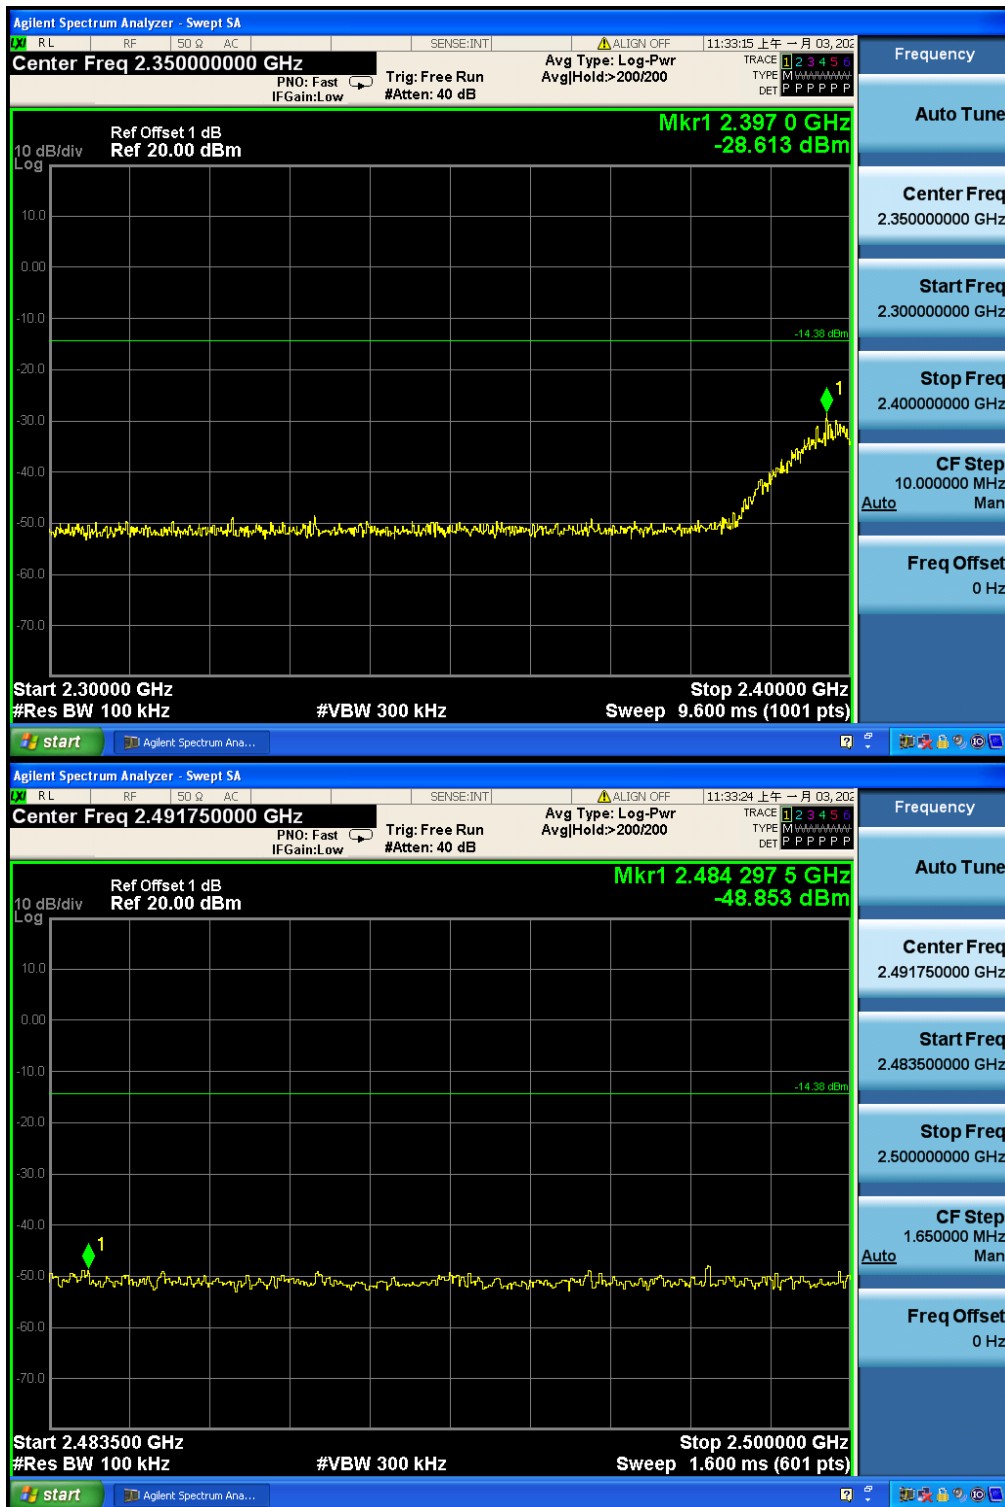 Agilent Spectrum Analyzer - Swept SA
LXI RL RF 50 Ω AC SENSE:INT ALIGN OFF 11:33:15 上午 一月 03, 202
Center Freq 2.350000000 GHz
PNO: Fast
IFGain:Low
Trig: Free Run
#Atten: 40 dB
Avg Type: Log-Pwr
Avg|Hold:>200/200
TRACE 1 2 3 4 5 6
TYPE M
DET P P P P P P
Mkr1 2.397 0 GHz
-28.613 dBm
Ref Offset 1 dB
10 dB/div Ref 20.00 dBm
Log
10.0
0.00
-10.0
-14.38 dBm
-20.0
1
-30.0
-40.0
-50.0
-60.0
-70.0
Start 2.30000 GHz
Stop 2.40000 GHz
#Res BW 100 kHz
#VBW 300 kHz
Sweep 9.600 ms (1001 pts)
Frequency
Auto Tune
Center Freq
2.350000000 GHz
Start Freq
2.300000000 GHz
Stop Freq
2.400000000 GHz
CF Step
10.000000 MHz
Auto Man
Freq Offset
0 Hz
start Agilent Spectrum Ana...
Agilent Spectrum Analyzer - Swept SA
LXI RL RF 50 Ω AC SENSE:INT ALIGN OFF 11:33:24 上午 一月 03, 202
Center Freq 2.491750000 GHz
PNO: Fast
IFGain:Low
Trig: Free Run
#Atten: 40 dB
Avg Type: Log-Pwr
Avg|Hold:>200/200
TRACE 1 2 3 4 5 6
TYPE M
DET P P P P P P
Mkr1 2.484 297 5 GHz
-48.853 dBm
Ref Offset 1 dB
10 dB/div Ref 20.00 dBm
Log
10.0
0.00
-10.0
-14.38 dBm
-20.0
-30.0
-40.0
1
-50.0
-60.0
-70.0
Start 2.483500 GHz
Stop 2.500000 GHz
#Res BW 100 kHz
#VBW 300 kHz
Sweep 1.600 ms (601 pts)
Frequency
Auto Tune
Center Freq
2.491750000 GHz
Start Freq
2.483500000 GHz
Stop Freq
2.500000000 GHz
CF Step
1.650000 MHz
Auto Man
Freq Offset
0 Hz
start Agilent Spectrum Ana...